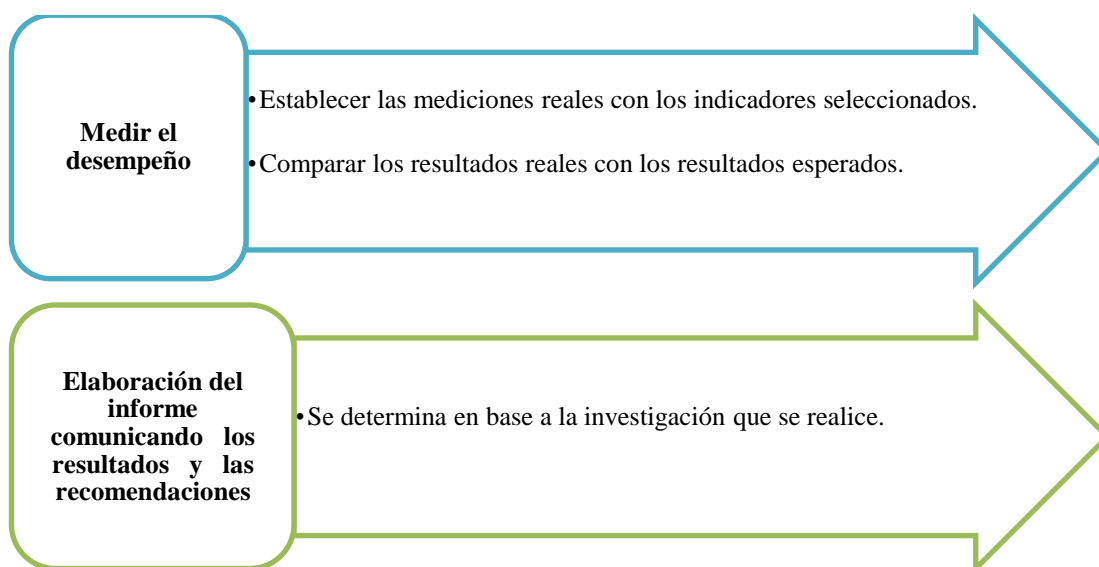 Medir el
desempeño
•Establecer las mediciones reales con los indicadores seleccionados.
•Comparar los resultados reales con los resultados esperados.
Elaboración del
informe
comunicando los
resultados y las
recomendaciones
•Se determina en base a la investigación que se realice.